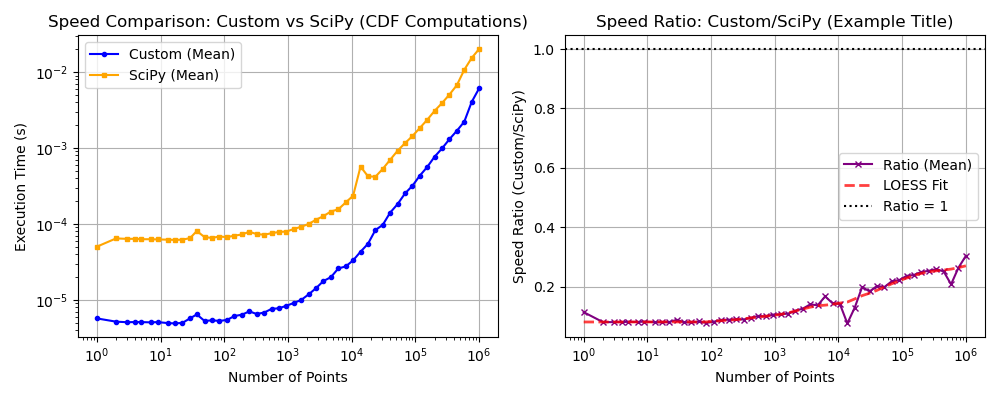 Speed Comparison: Custom vs SciPy (CDF Computations)
Custom (Mean)
SciPy (Mean)
Execution Time (s)
10⁻²
10⁻³
10⁻⁴
10⁻⁵
10⁰ 10¹ 10² 10³ 10⁴ 10⁵ 10⁶
Number of Points
Speed Ratio: Custom/SciPy (Example Title)
Speed Ratio (Custom/SciPy)
1.0
0.8
0.6
0.4
0.2
Ratio (Mean)
LOESS Fit
Ratio = 1
10⁰ 10¹ 10² 10³ 10⁴ 10⁵ 10⁶
Number of Points